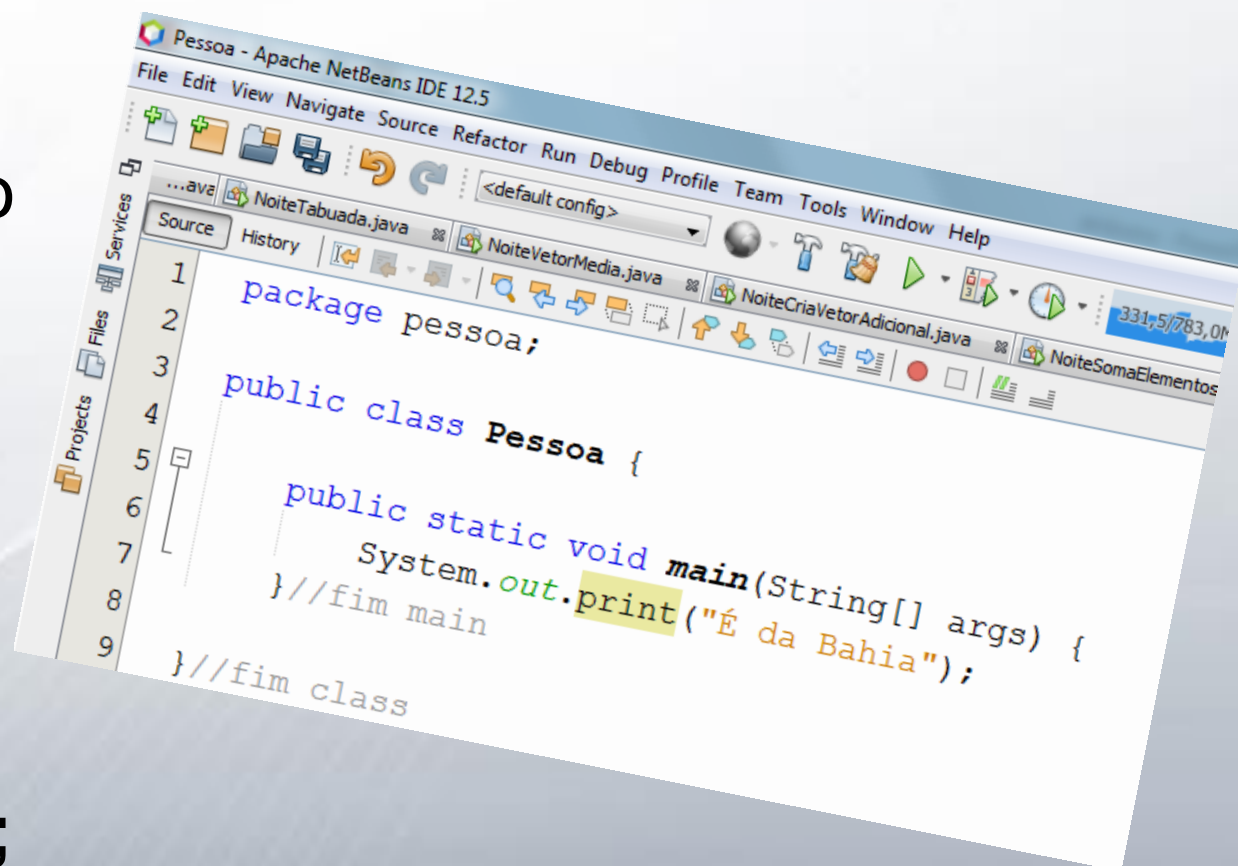 o
;
Pessoa - Apache NetBeans IDE 12.5
File Edit View Navigate Source Refactor Run Debug Profile Team Tools Window Help
<default config>
331,5/783,0M
...ava NoiteTabuada.java NoiteVetorMedia.java NoiteCriaVetorAdicional.java NoiteSomaElementos
Source History
Services
Files
Projects
1 package pessoa;
2
3 public class Pessoa {
4
5 public static void main(String[] args) {
6 System.out.print("É da Bahia");
7 }//fim main
8
9 }//fim class